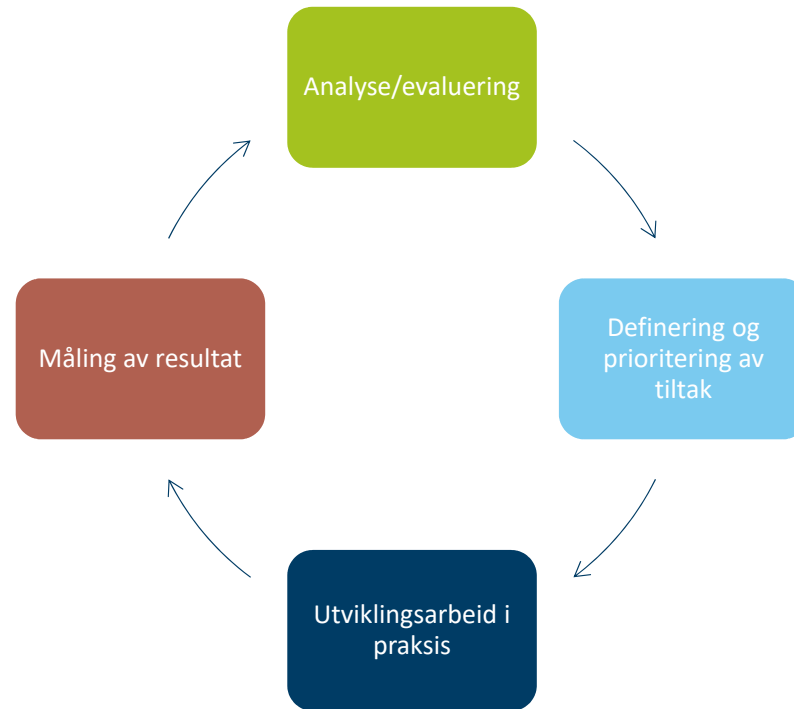 Analyse/evaluering
Definering og
prioritering av
tiltak
Måling av resultat
Utviklingsarbeid i
praksis